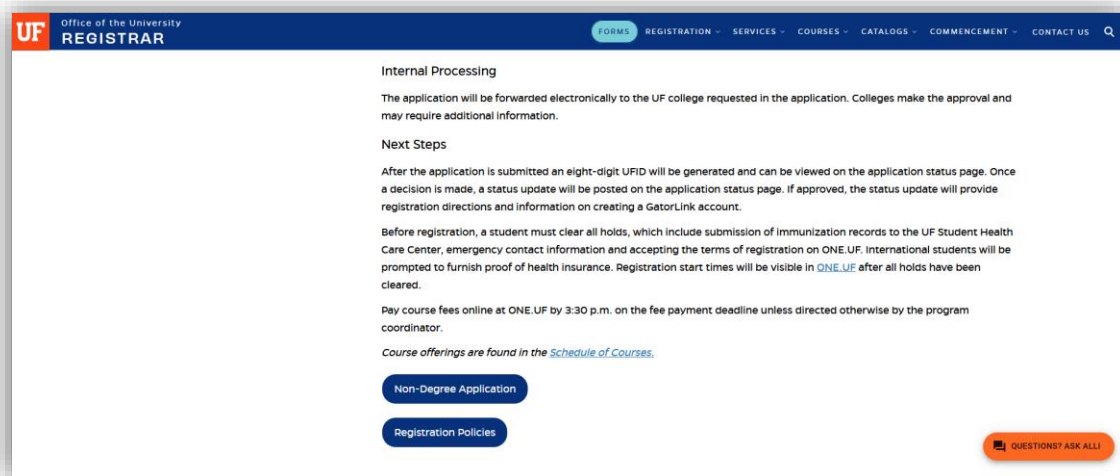 UF Office of the University
REGISTRAR
FORMS REGISTRATION SERVICES COURSES CATALOGS COMMENCEMENT CONTACT US
Internal Processing
The application will be forwarded electronically to the UF college requested in the application. Colleges make the approval and
may require additional information.
Next Steps
After the application is submitted an eight-digit UFID will be generated and can be viewed on the application status page. Once
a decision is made, a status update will be posted on the application status page. If approved, the status update will provide
registration directions and information on creating a GatorLink account.
Before registration, a student must clear all holds, which include submission of immunization records to the UF Student Health
Care Center, emergency contact information and accepting the terms of registration on ONE.UF. International students will be
prompted to furnish proof of health insurance. Registration start times will be visible in ONE.UF after all holds have been
cleared.
Pay course fees online at ONE.UF by 3:30 p.m. on the fee payment deadline unless directed otherwise by the program
coordinator.
Course offerings are found in the Schedule of Courses.
Non-Degree Application
Registration Policies
QUESTIONS? ASK ALLI